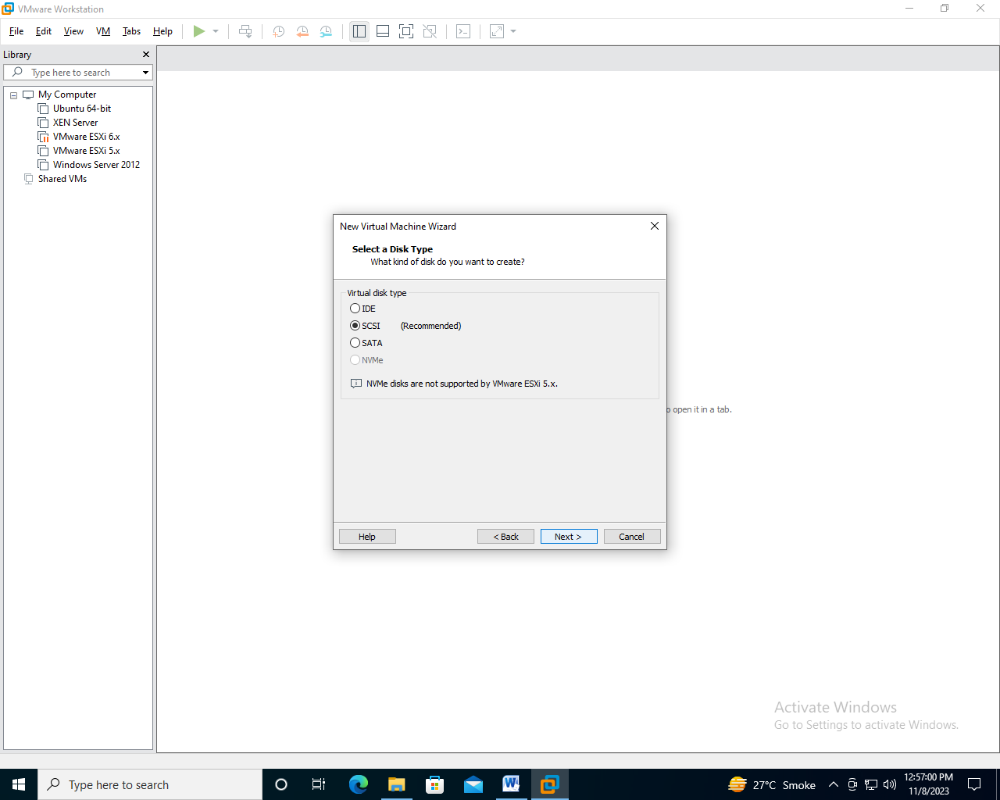 VMware Workstation
File Edit View VM Tabs Help
Library
Type here to search
My Computer
Ubuntu 64-bit
XEN Server
VMware ESXi 6.x
VMware ESXi 5.x
Windows Server 2012
Shared VMs
New Virtual Machine Wizard
Select a Disk Type
What kind of disk do you want to create?
Virtual disk type
IDE
SCSI (Recommended)
SATA
NVMe
NVMe disks are not supported by VMware ESXi 5.x.
o open it in a tab.
Help < Back Next > Cancel
Activate Windows
Go to Settings to activate Windows.
Type here to search
27°C Smoke
12:57:00 PM
11/8/2023